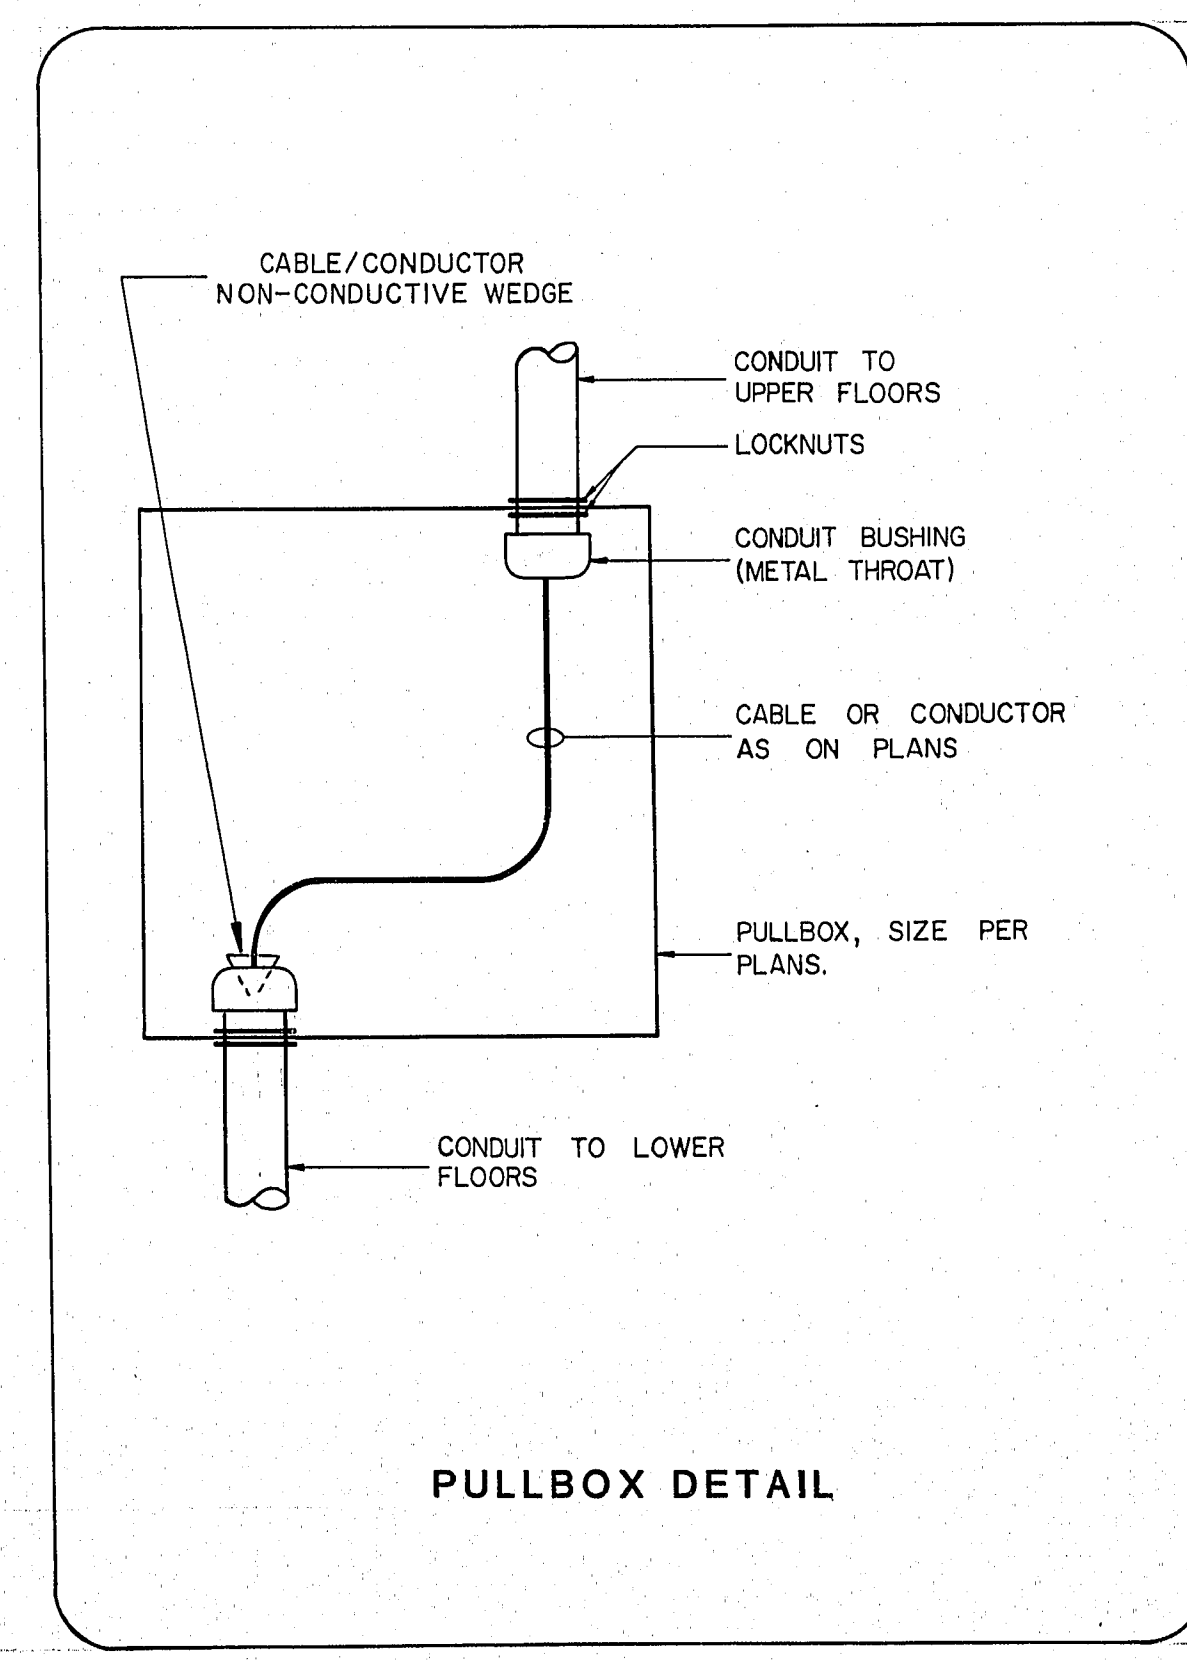 CABLE/CONDUCTOR
NON-CONDUCTIVE WEDGE
CONDUIT TO
UPPER FLOORS
LOCKNUTS
CONDUIT BUSHING
(METAL THROAT)
CABLE OR CONDUCTOR
AS ON PLANS
PULLBOX, SIZE PER
PLANS.
CONDUIT TO LOWER
FLOORS
PULLBOX DETAIL